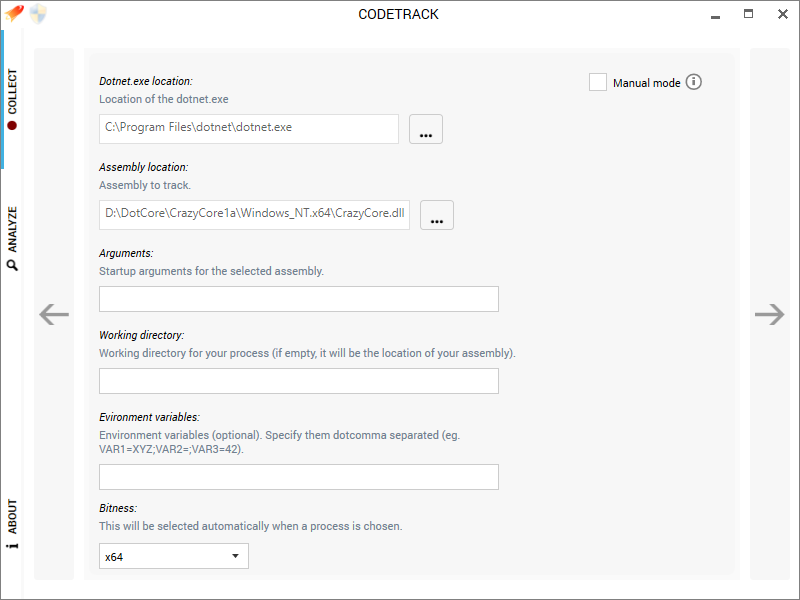 CODETRACK
COLLECT
ANALYZE
ABOUT
Dotnet.exe location:
Manual mode
Location of the dotnet.exe
C:\Program Files\dotnet\dotnet.exe
...
Assembly location:
Assembly to track.
D:\DotCore\CrazyCore1a\Windows_NT.x64\CrazyCore.dll
...
Arguments:
Startup arguments for the selected assembly.
Working directory:
Working directory for your process (if empty, it will be the location of your assembly).
Evironment variables:
Environment variables (optional). Specify them dotcomma separated (eg.
VAR1=XYZ;VAR2=;VAR3=42).
Bitness:
This will be selected automatically when a process is chosen.
x64